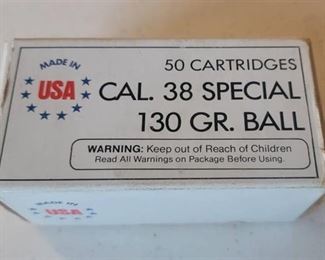 MADE IN
USA
50 CARTRIDGES
CAL. 38 SPECIAL
130 GR. BALL
WARNING: Keep out of Reach of Children
Read All Warnings on Package Before Using.
MADE IN
USA